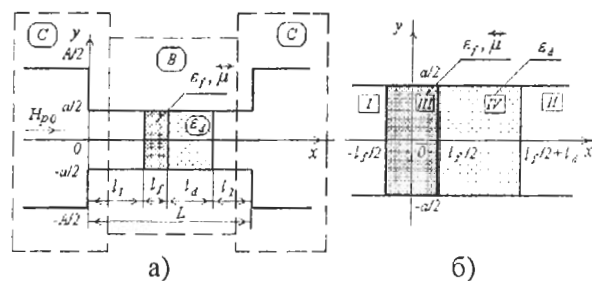 C y B C
A/2
ε_f, μ⃡
a/2
H_p0
ε_d
0 x
-a/2
l_1 l_f l_d l_2
L
-A/2
а)
y ε_f, μ⃡ ε_d
a/2
I III IV II
-l_f/2 0 l_f/2 l_f/2+l_d x
-a/2
б)